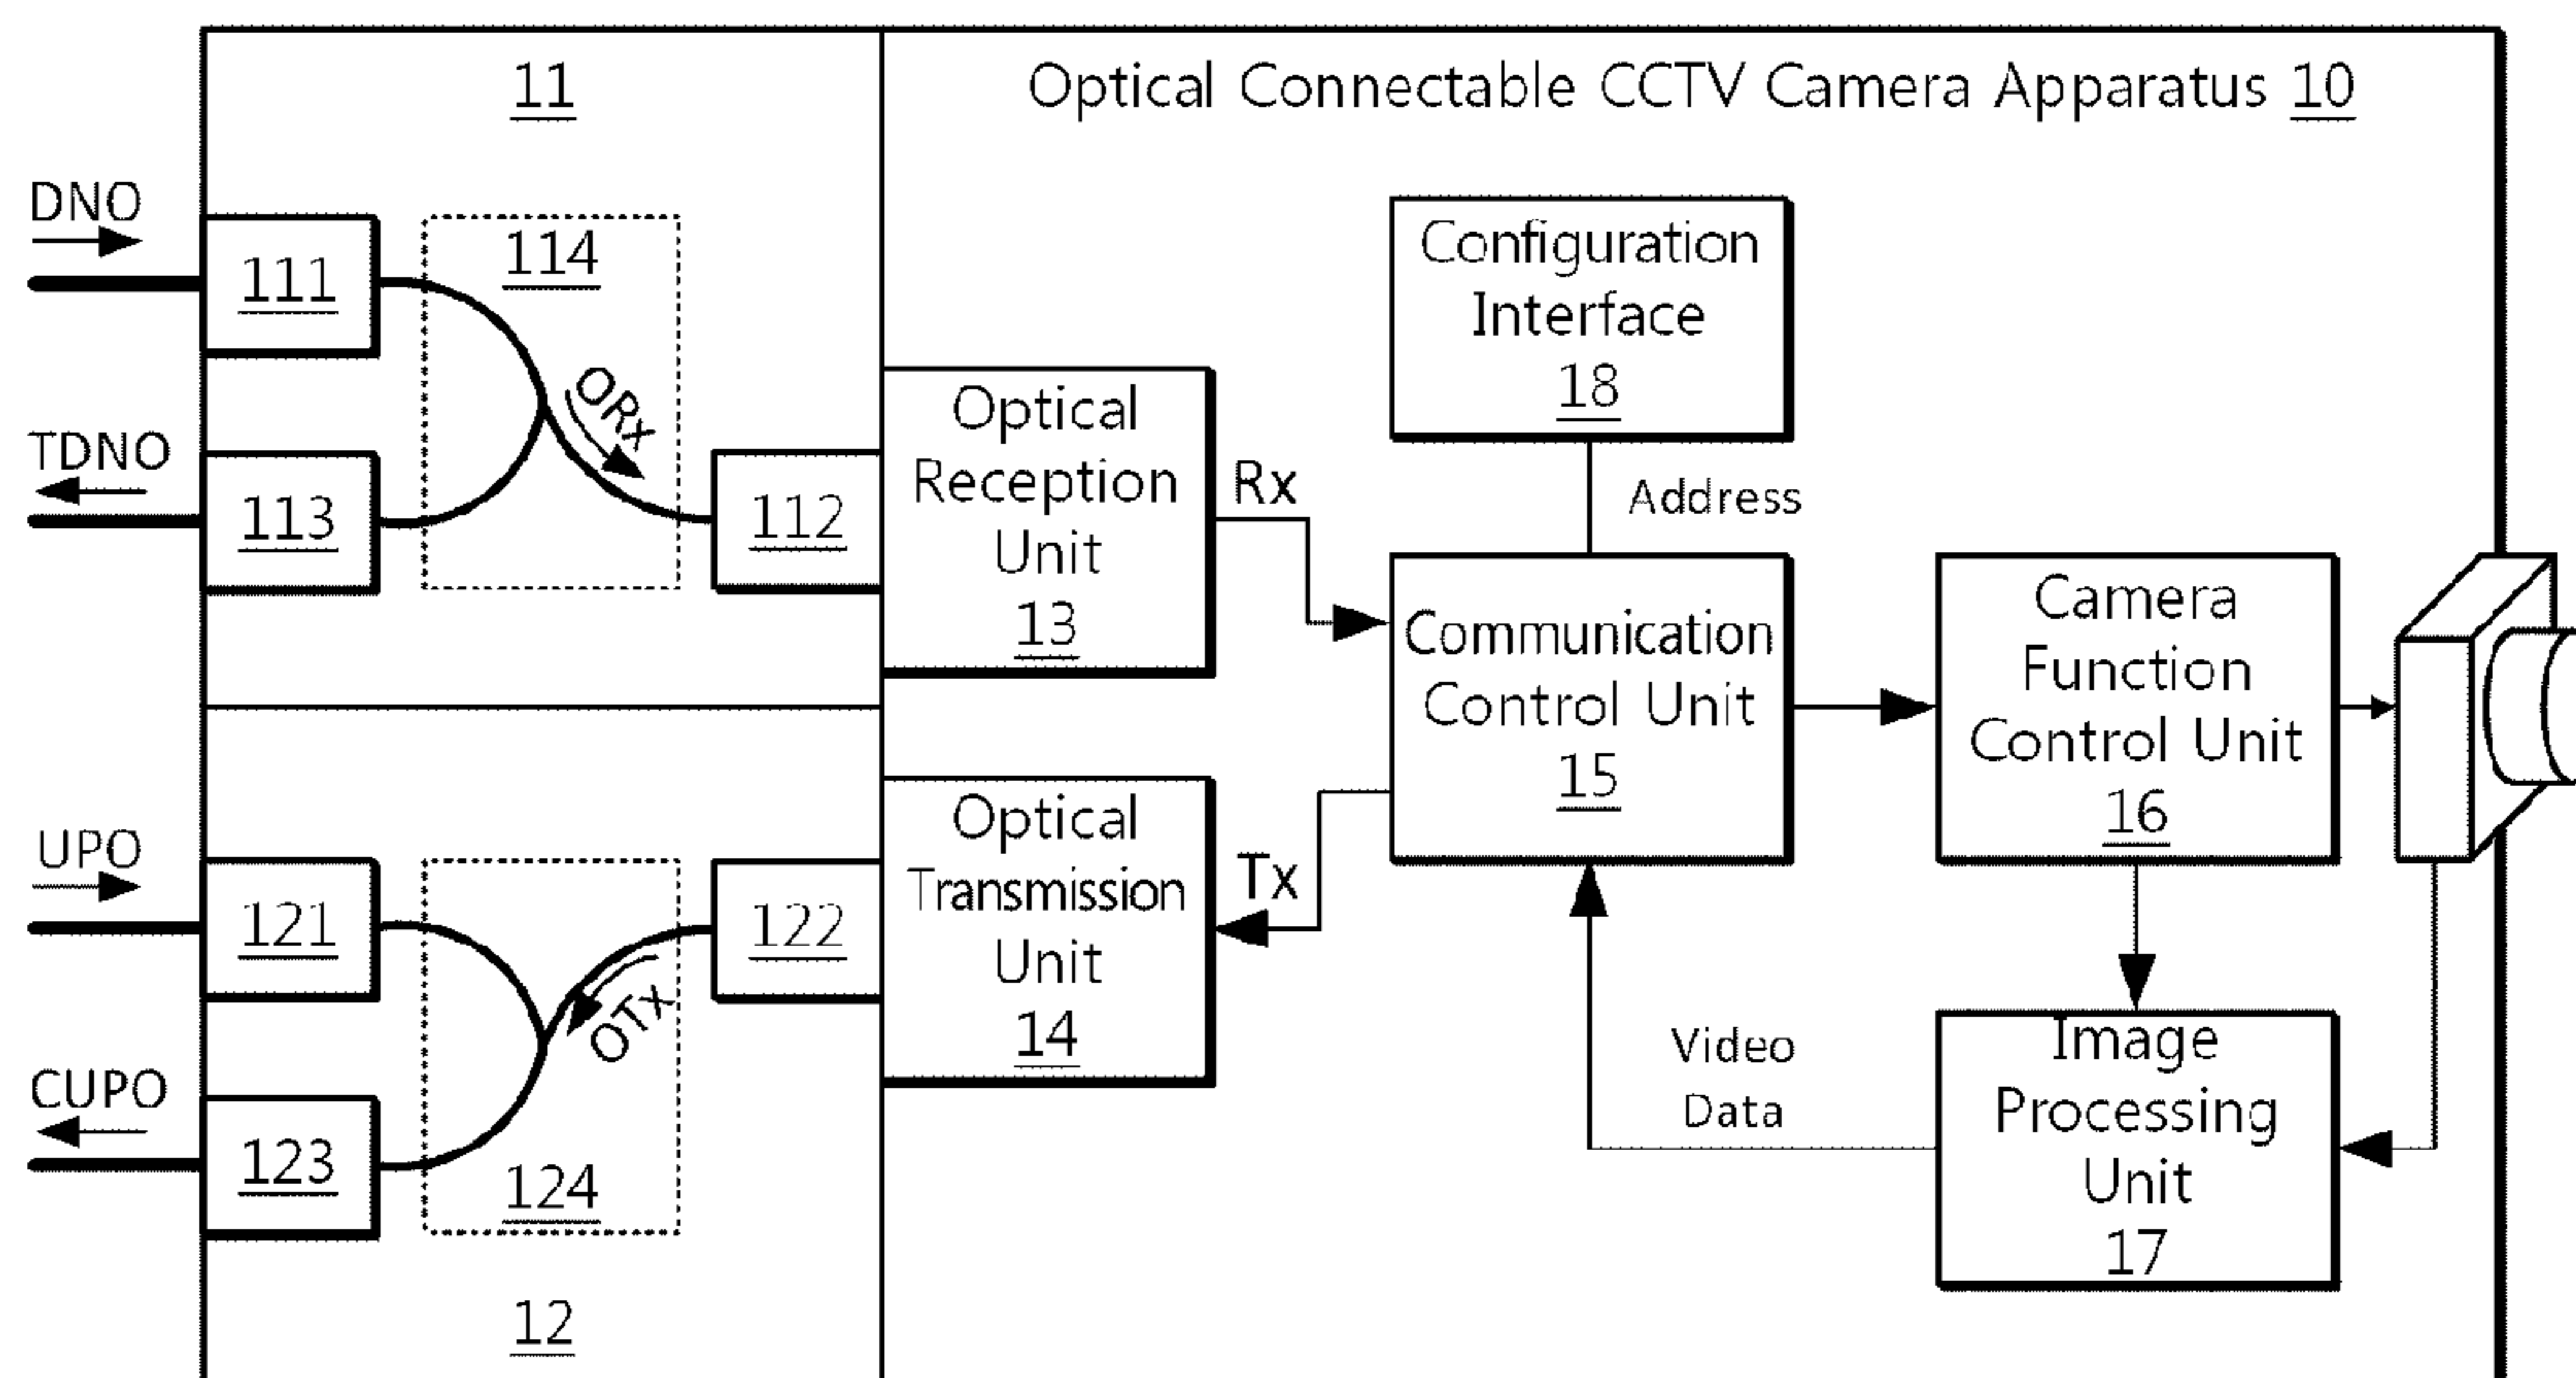 11
Optical Connectable CCTV Camera Apparatus 10
DNO
111
114
ORx
TDNO
113
112
Optical
Reception
Unit
13
Rx
Configuration
Interface
18
Address
Communication
Control Unit
15
Camera
Function
Control Unit
16
UPO
121
122
OTx
Optical
Transmission
Unit
14
Tx
CUPO
123
124
12
Video
Data
Image
Processing
Unit
17